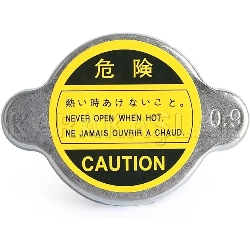 危険
熱い時あけないこと。
NEVER OPEN WHEN HOT.
NE JAMAIS OUVRIR À CHAUD.
0.9
CAUTION